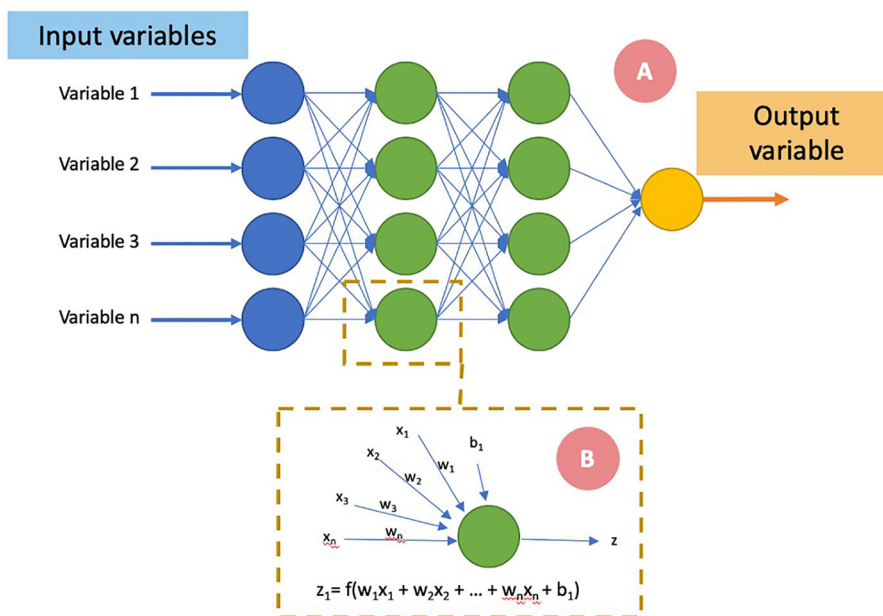 Input variables
A
Variable 1
Output
variable
Variable 2
Variable 3
Variable n
B
x₁
b₁
x₂
w₁
w₂
x₃
w₃
xₙ
wₙ
z
z₁= f(w₁x₁ + w₂x₂ + ... + wₙxₙ + b₁)